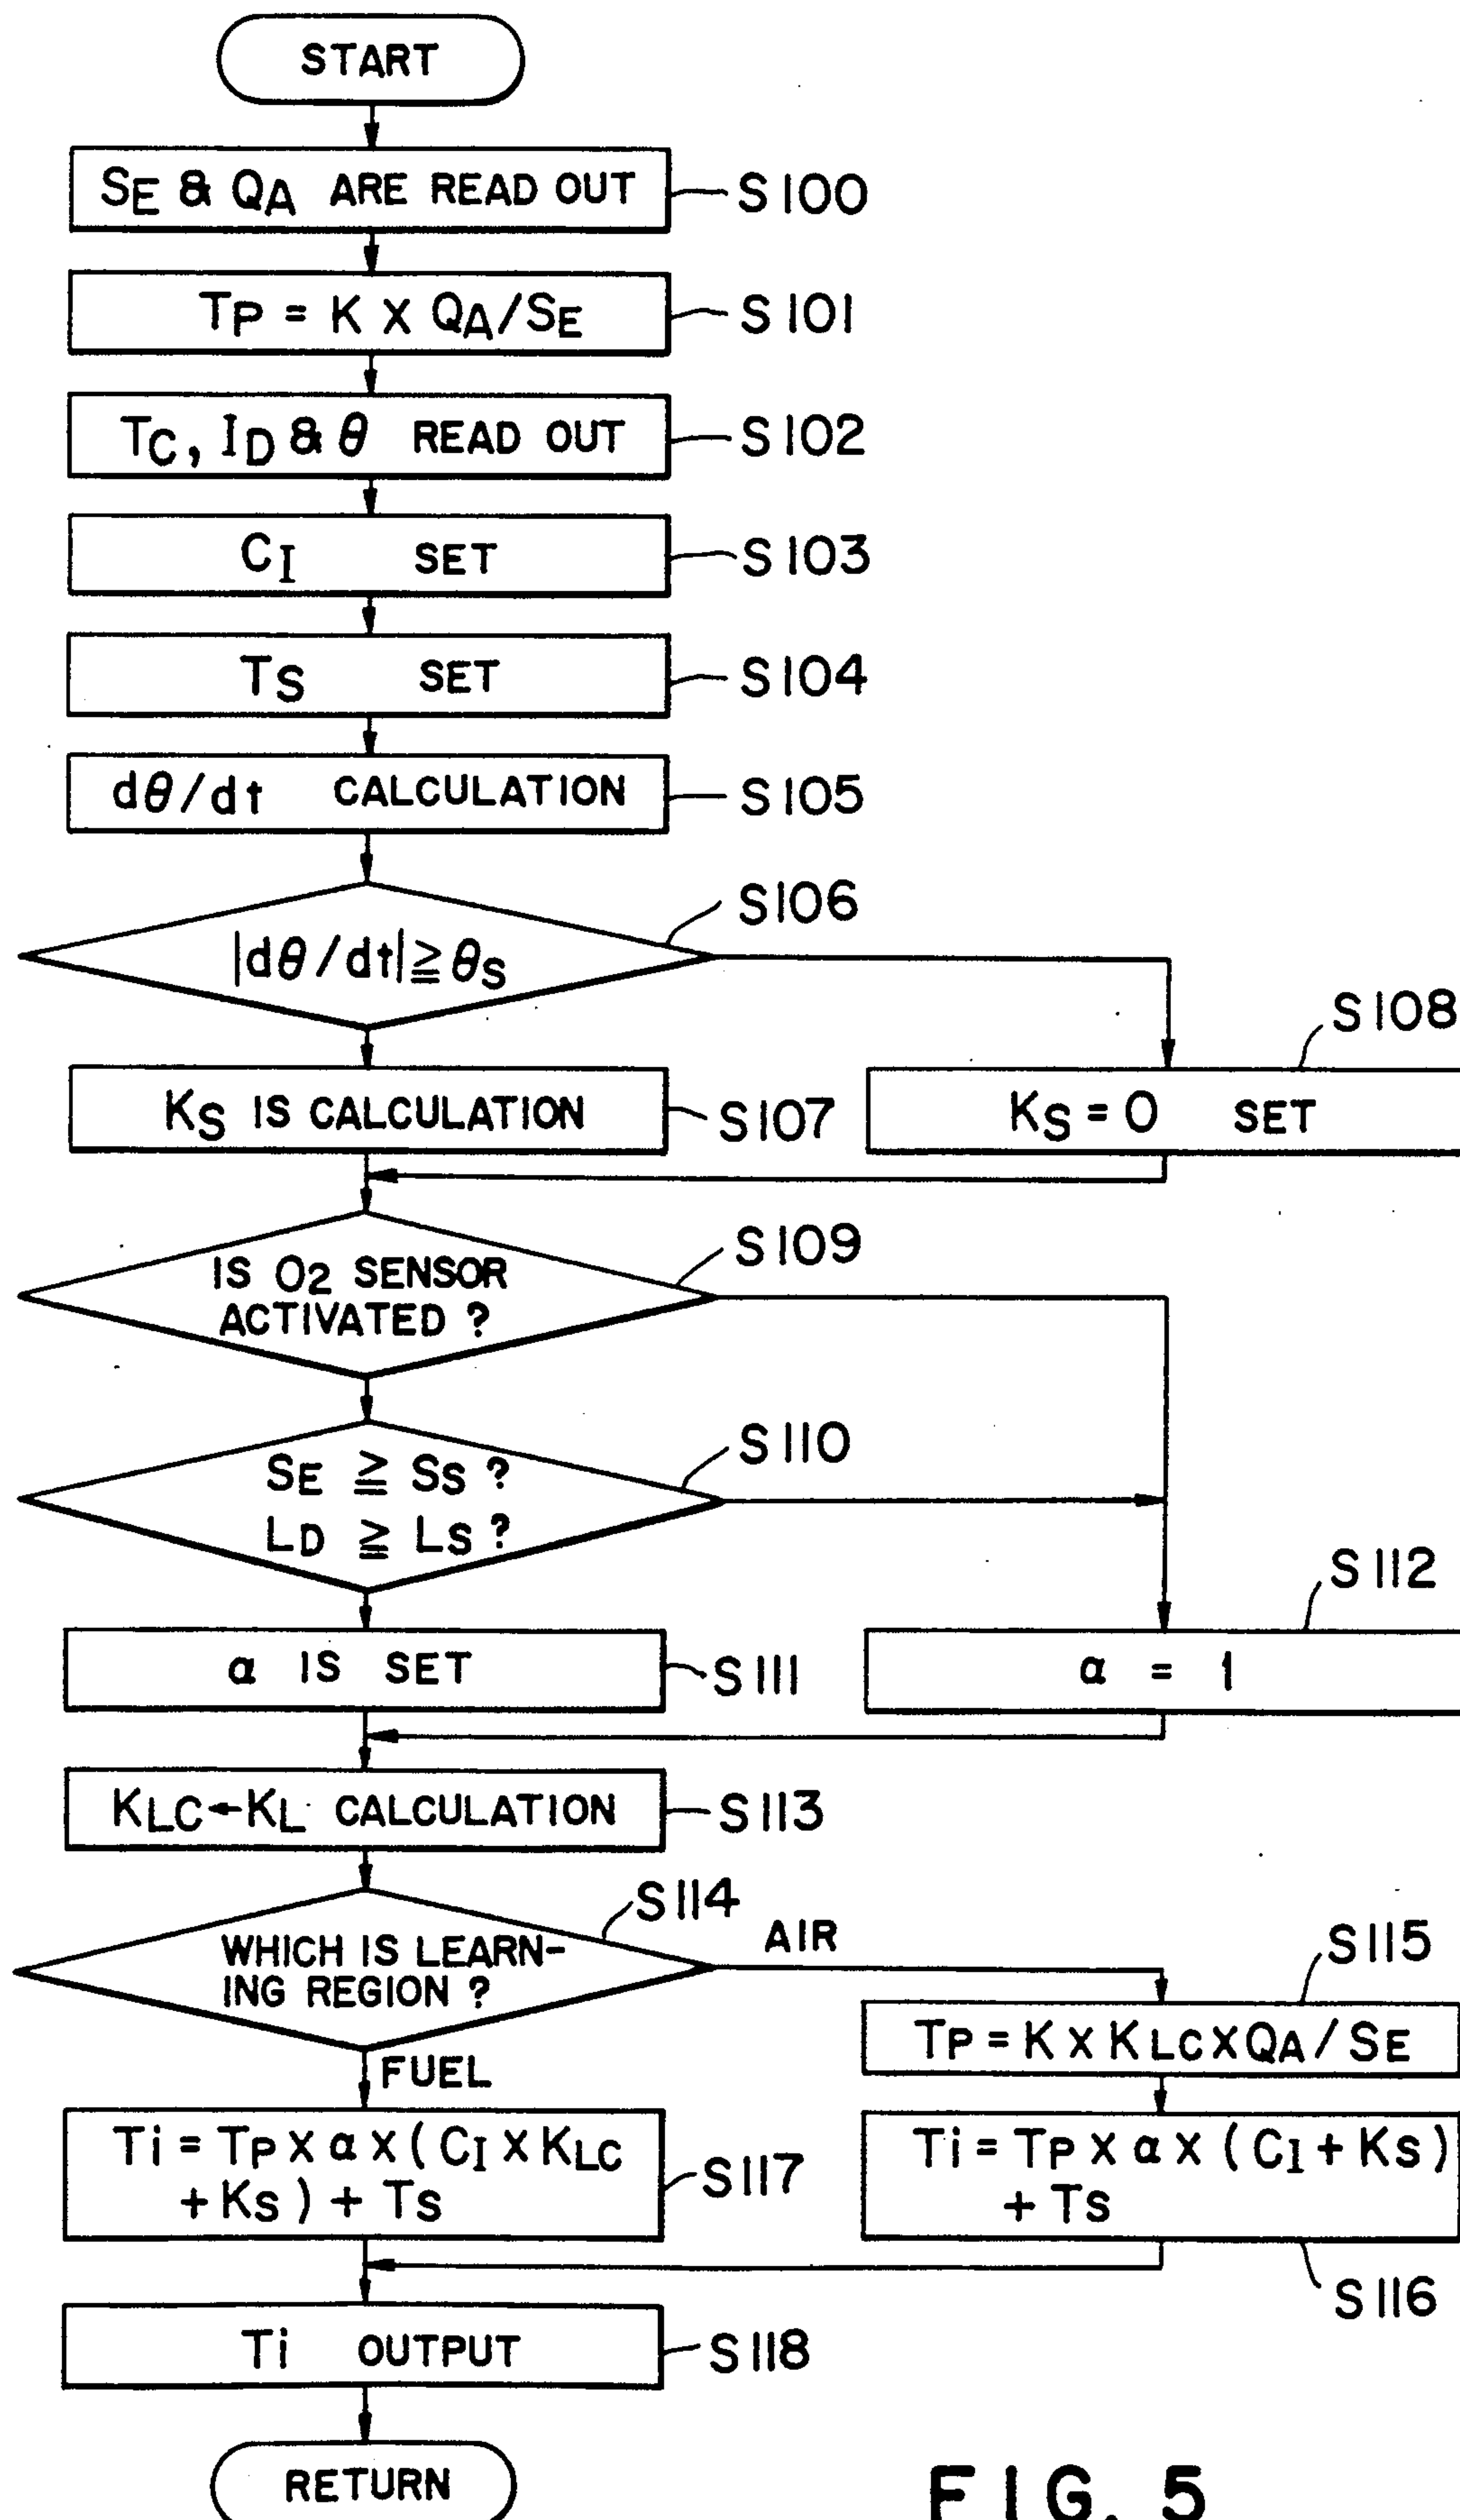 START
SE & QA ARE READ OUT
S100
TP = K X QA/SE
S101
TC, ID & θ READ OUT
S102
CI SET
S103
TS SET
S104
dθ/dt CALCULATION
S105
S106
|dθ/dt|≧θS
S108
KS IS CALCULATION
S107
KS = 0 SET
S109
IS O2 SENSOR
ACTIVATED ?
S110
SE ≧ SS ?
LD ≧ LS ?
S112
α IS SET
S111
α = 1
KLC←KL CALCULATION
S113
S114
AIR
WHICH IS LEARN-
ING REGION ?
S115
TP = K X KLC X QA / SE
FUEL
Ti = TP X α X ( CI X KLC
+ KS ) + TS
S117
Ti = TP X α X ( CI + KS )
+ TS
S116
Ti OUTPUT
S118
RETURN
FIG. 5